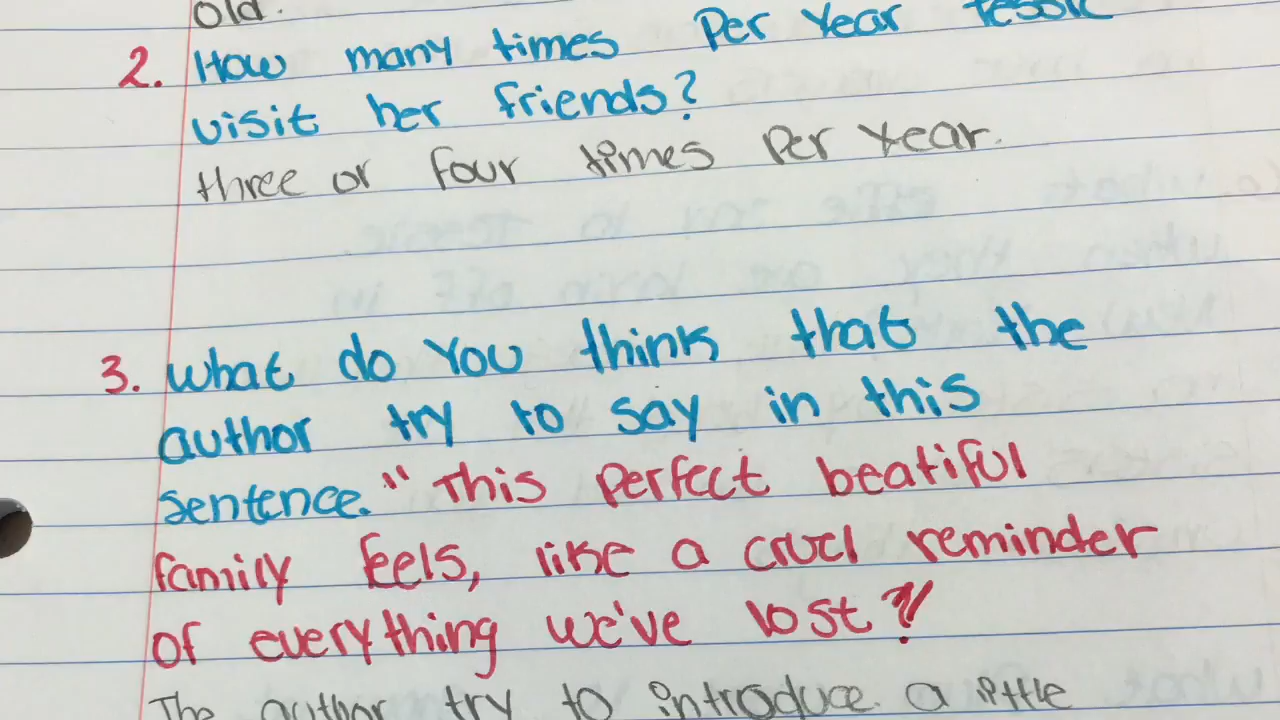 old.
2. How many times Per Year Tessie
visit her friends?
three or four times Per Year.
3. What do You think that the
author try to say in this
sentence. "This Perfect beatiful
family feels, like a cruel reminder
of everything we've lost?"
The author try to introduce a little